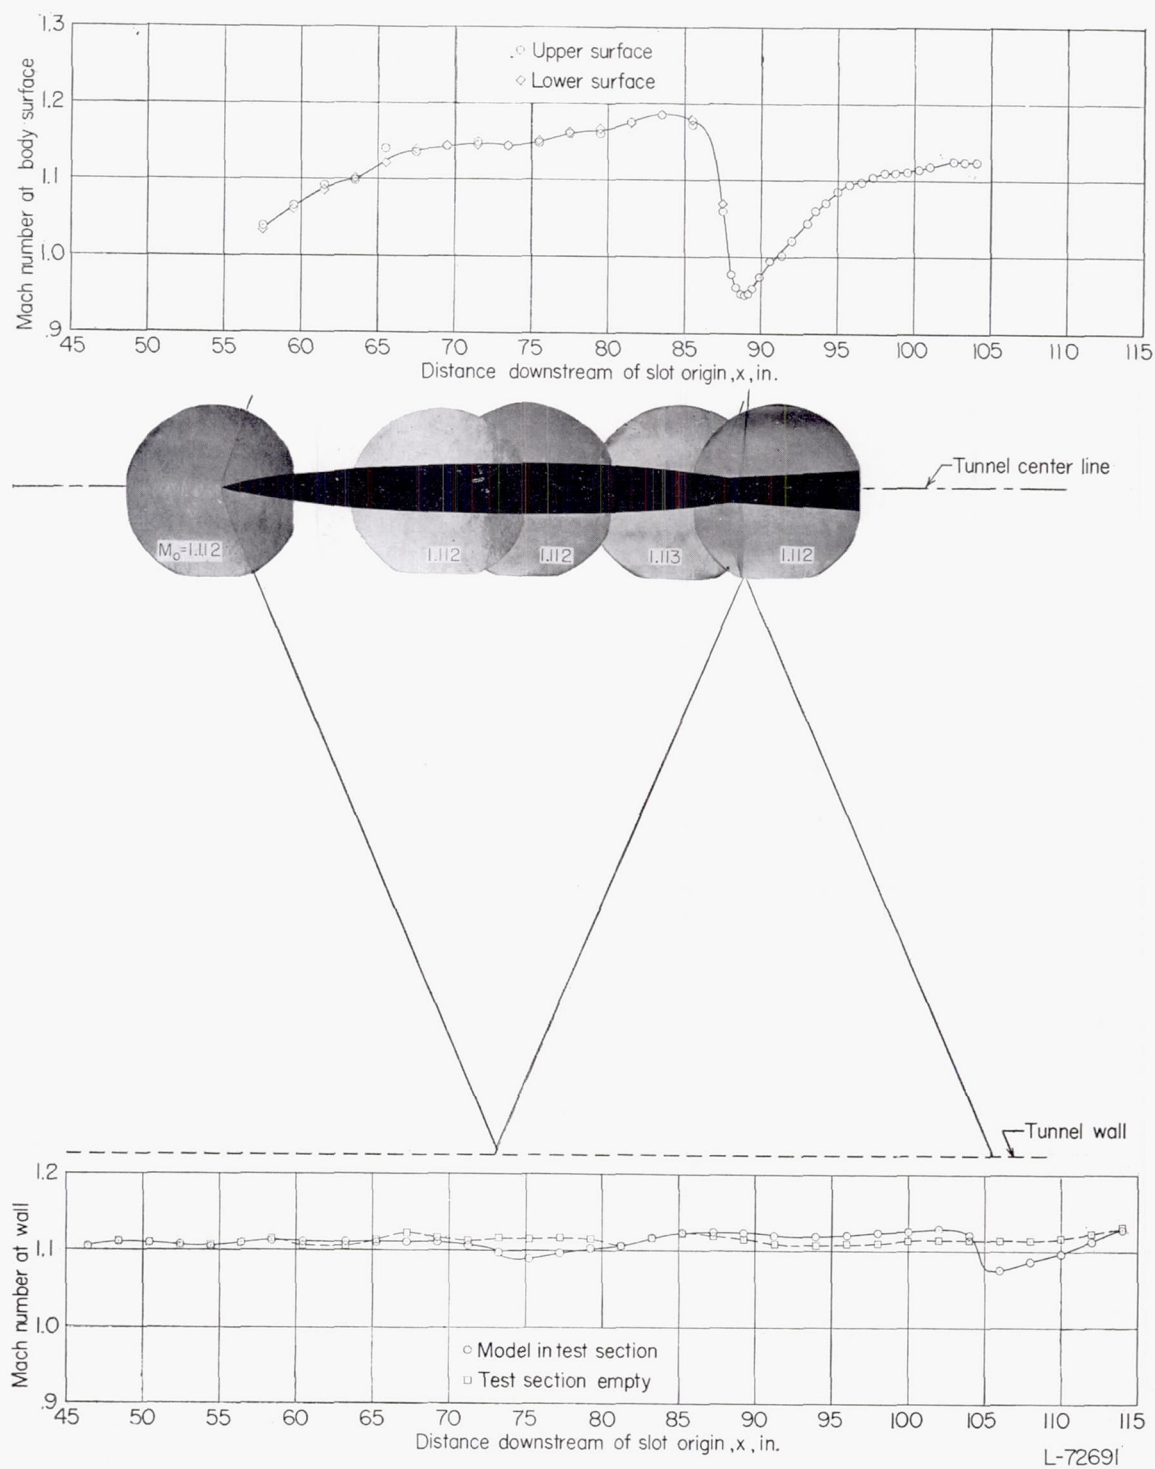 1.3
1.2
1.1
1.0
.9
Mach number at body surface
Upper surface
Lower surface
45 50 55 60 65 70 75 80 85 90 95 100 105 110 115
Distance downstream of slot origin, x, in.
Tunnel center line
M₀=1.112 1.112 1.112 1.113 1.112
Tunnel wall
1.2
1.1
1.0
.9
Mach number at wall
Model in test section
Test section empty
45 50 55 60 65 70 75 80 85 90 95 100 105 110 115
Distance downstream of slot origin, x, in.
L-72691